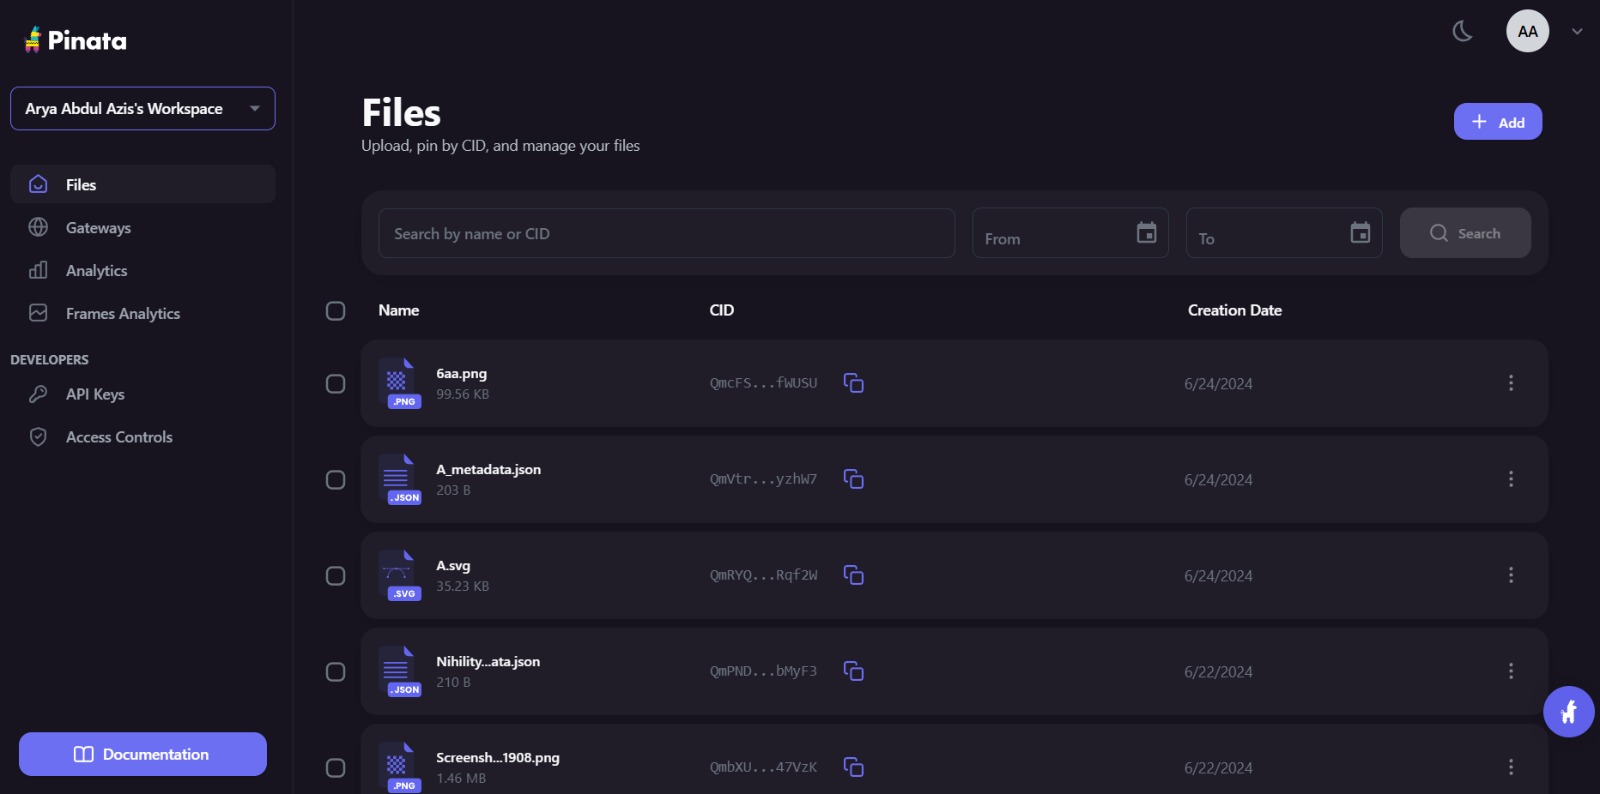 Pinata
AA
Arya Abdul Azis's Workspace
Files
Gateways
Analytics
Frames Analytics
DEVELOPERS
API Keys
Access Controls
Documentation
Files
Upload, pin by CID, and manage your files
Add
Search by name or CID
From
To
Search
Name CID Creation Date
6aa.png
99.56 KB
.PNG
QmcFS...fWUSU
6/24/2024
A_metadata.json
203 B
.JSON
QmVtr...yzhW7
6/24/2024
A.svg
35.23 KB
.SVG
QmRYQ...Rqf2W
6/24/2024
Nihility...ata.json
210 B
.JSON
QmPND...bMyF3
6/22/2024
Screensh...1908.png
1.46 MB
.PNG
QmbXU...47VzK
6/22/2024